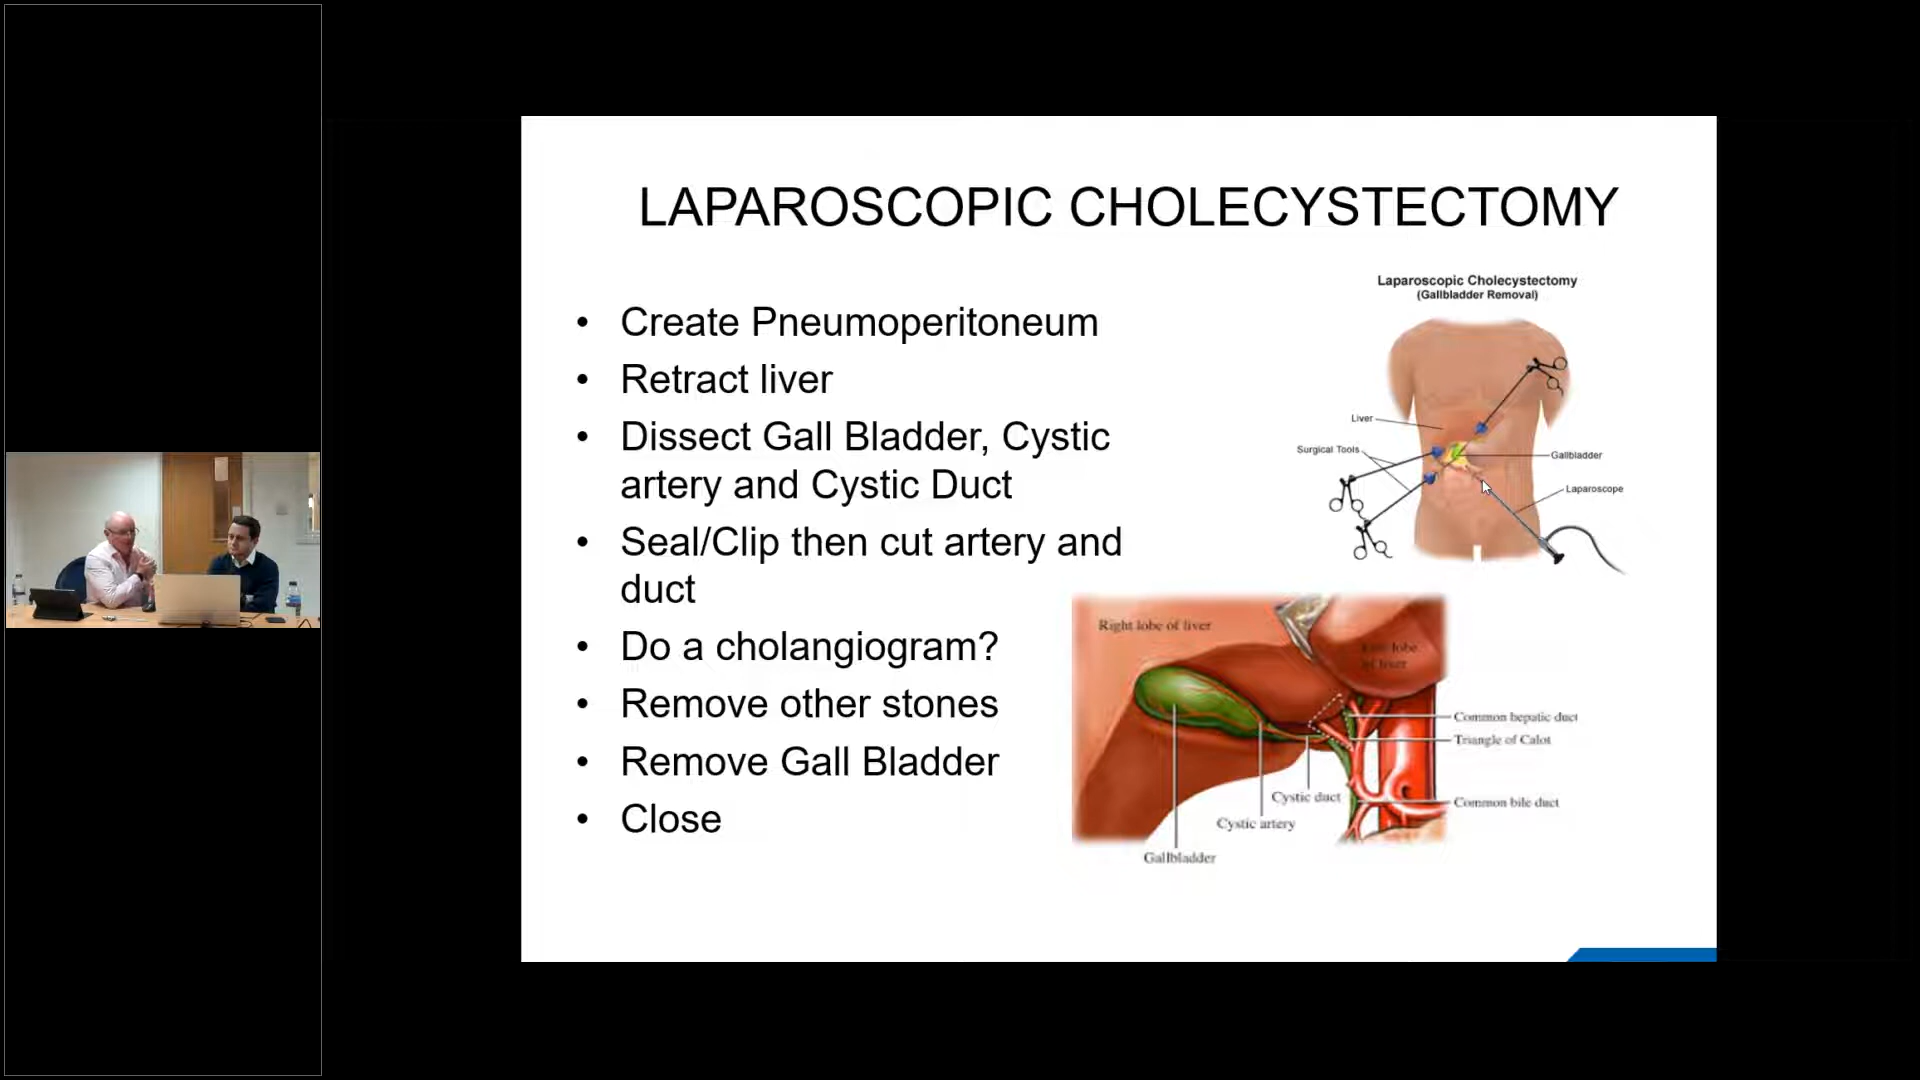 LAPAROSCOPIC CHOLECYSTECTOMY
• Create Pneumoperitoneum
• Retract liver
• Dissect Gall Bladder, Cystic
artery and Cystic Duct
• Seal/Clip then cut artery and
duct
• Do a cholangiogram?
• Remove other stones
• Remove Gall Bladder
• Close
Laparoscopic Cholecystectomy
(Gallbladder Removal)
Liver
Surgical Tools
Gallbladder
Laparoscope
Right lobe of liver
lobe
of liver
Common hepatic duct
Triangle of Calot
Cystic duct
Common bile duct
Cystic artery
Gallbladder